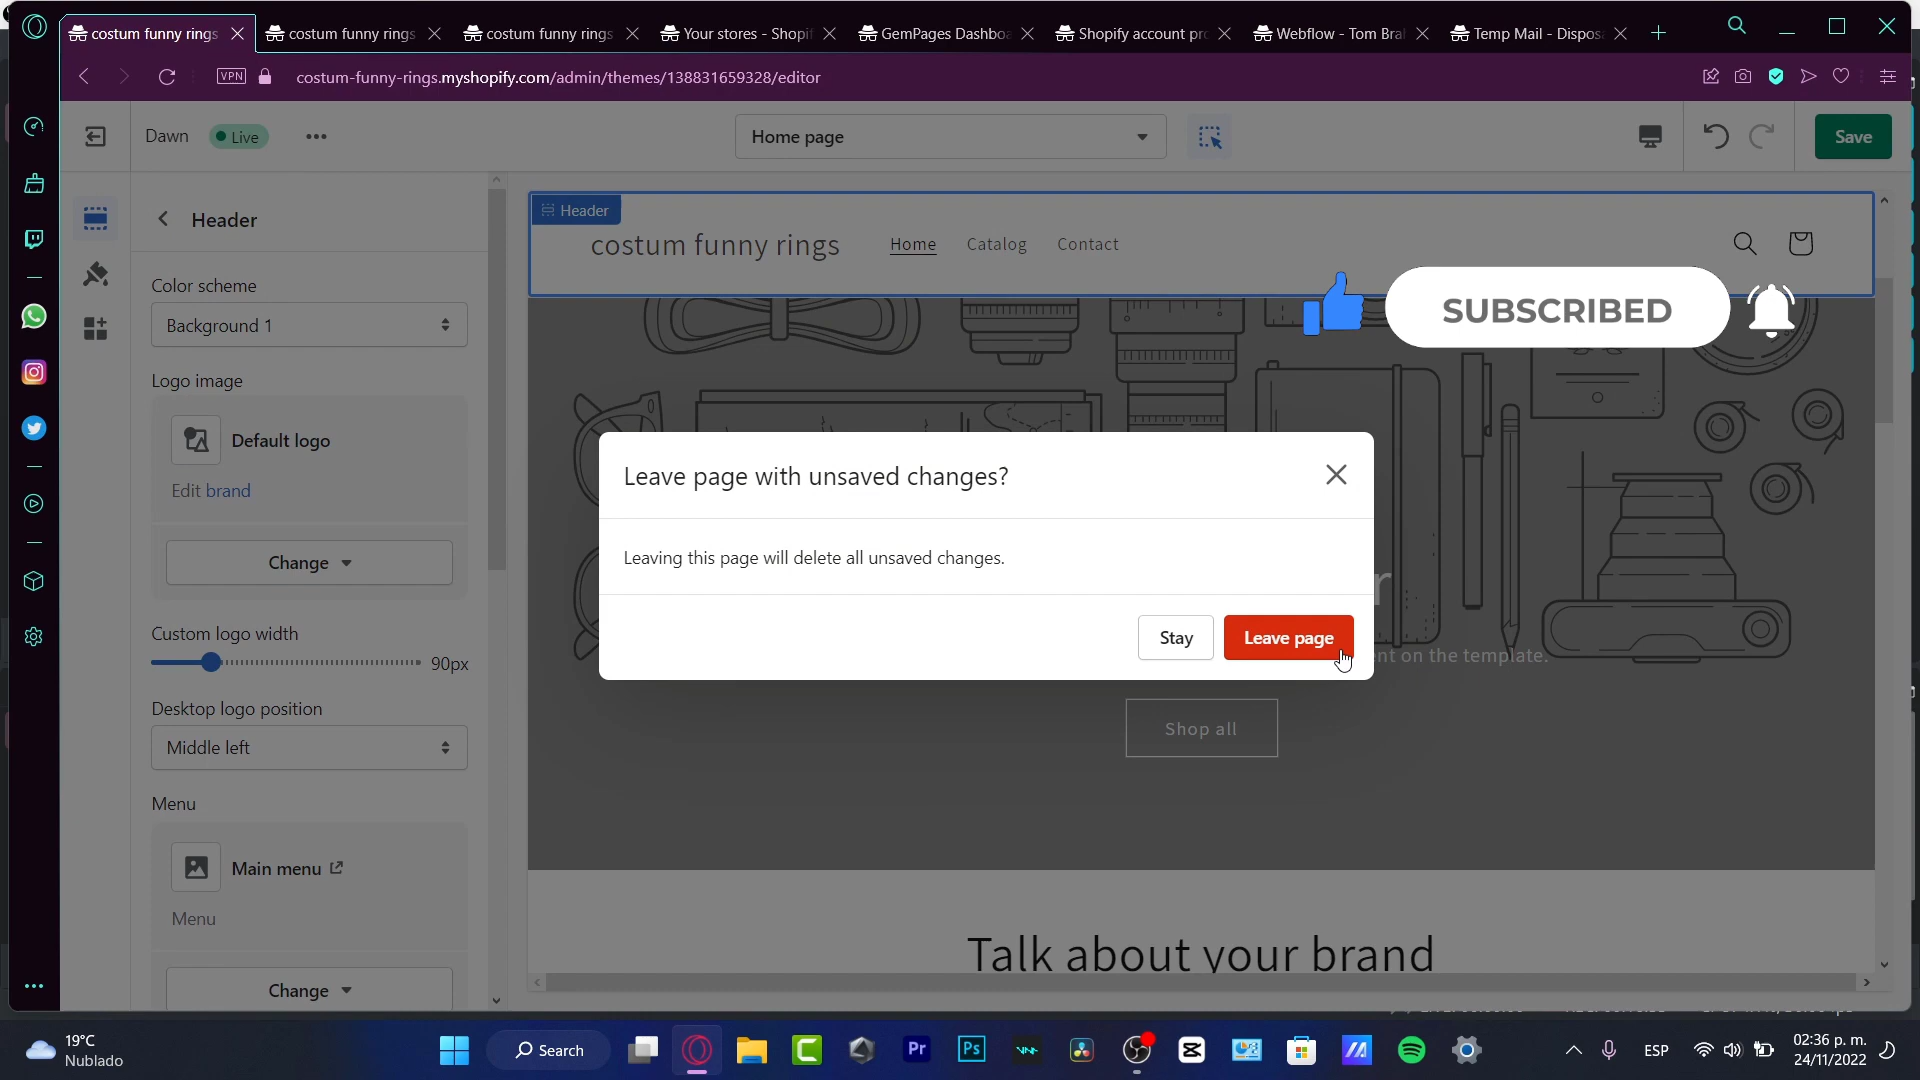 costum funny rings
costum funny rings
costum funny rings
Your stores - Shopif
GemPages Dashboa
Shopify account pr
Webflow - Tom Bra
Temp Mail - Dispos
VPN
costum-funny-rings.myshopify.com/admin/themes/138831659328/editor
Dawn
Live
Home page
Save
Header
Header
costum funny rings
Home
Catalog
Contact
SUBSCRIBED
Color scheme
Background 1
Logo image
Default logo
Edit brand
Change
Custom logo width
90px
Desktop logo position
Middle left
Menu
Main menu
Menu
Change
Leave page with unsaved changes?
Leaving this page will delete all unsaved changes.
Stay
Leave page
on the template.
Shop all
Talk about your brand
19°C
Nublado
Search
Pr
Ps
ESP
02:36 p. m.
24/11/2022